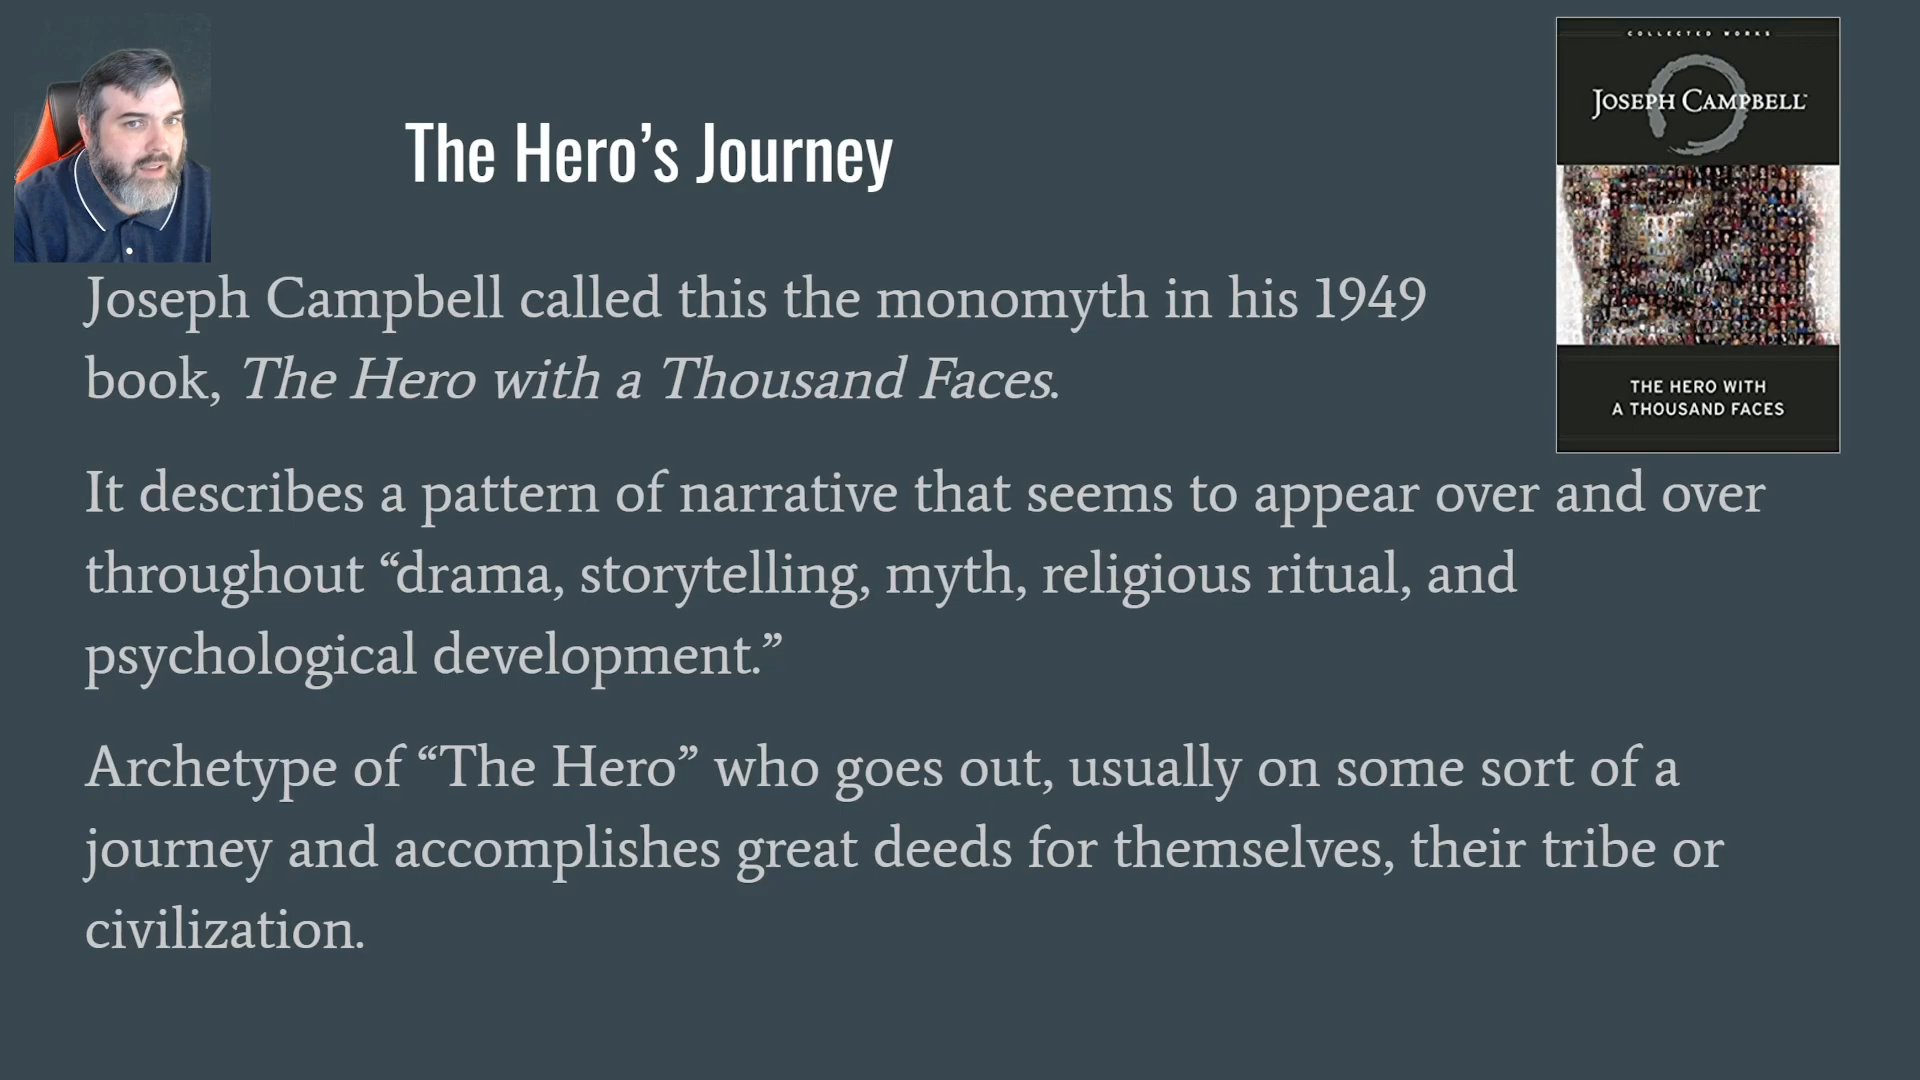 COLLECTED WORKS
JOSEPH CAMPBELL
THE HERO WITH
A THOUSAND FACES
The Hero’s Journey
Joseph Campbell called this the monomyth in his 1949
book, The Hero with a Thousand Faces.
It describes a pattern of narrative that seems to appear over and over
throughout “drama, storytelling, myth, religious ritual, and
psychological development.”
Archetype of “The Hero” who goes out, usually on some sort of a
journey and accomplishes great deeds for themselves, their tribe or
civilization.